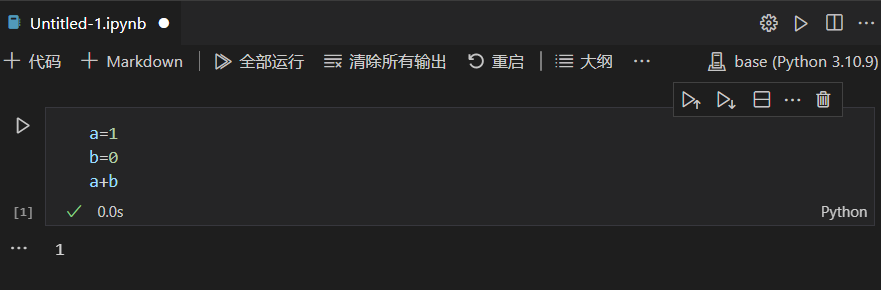 Untitled-1.ipynb
代码 Markdown 全部运行 清除所有输出 重启 大纲 ... base (Python 3.10.9)
a=1
b=0
a+b
[1] 0.0s Python
1